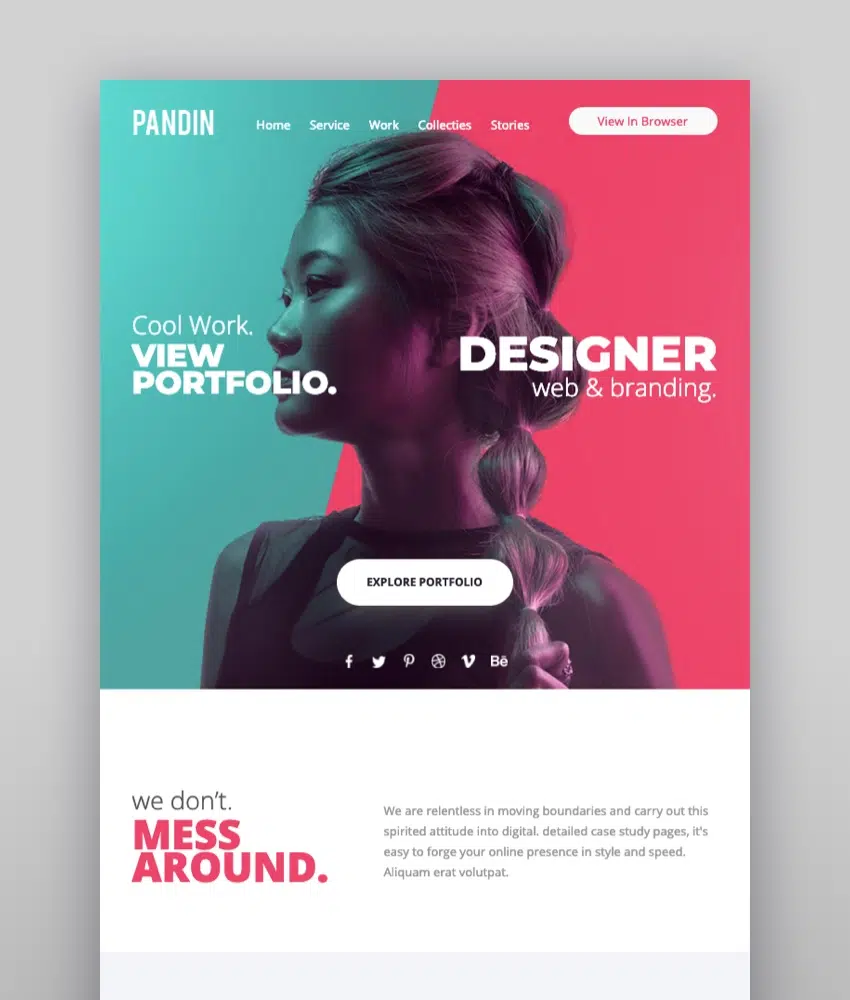 PANDIN
Home Service Work Collecties Stories
View In Browser
Cool Work.
VIEW
PORTFOLIO.
DESIGNER
web & branding.
EXPLORE PORTFOLIO
Bē
we don't.
MESS
AROUND.
We are relentless in moving boundaries and carry out this
spirited attitude into digital. detailed case study pages, it's
easy to forge your online presence in style and speed.
Aliquam erat volutpat.